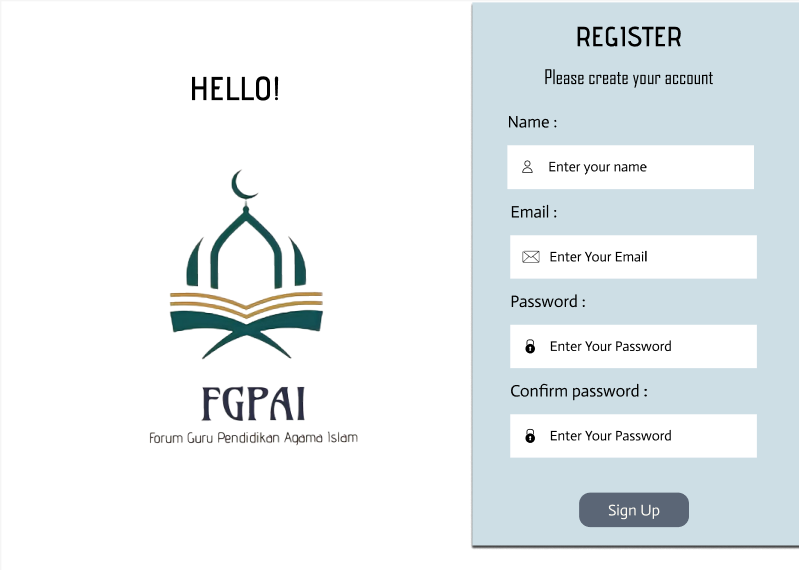 HELLO!
FGPAI
Forum Guru Pendidikan Agama Islam
REGISTER
Please create your account
Name :
Enter your name
Email :
Enter Your Email
Password :
Enter Your Password
Confirm password :
Enter Your Password
Sign Up